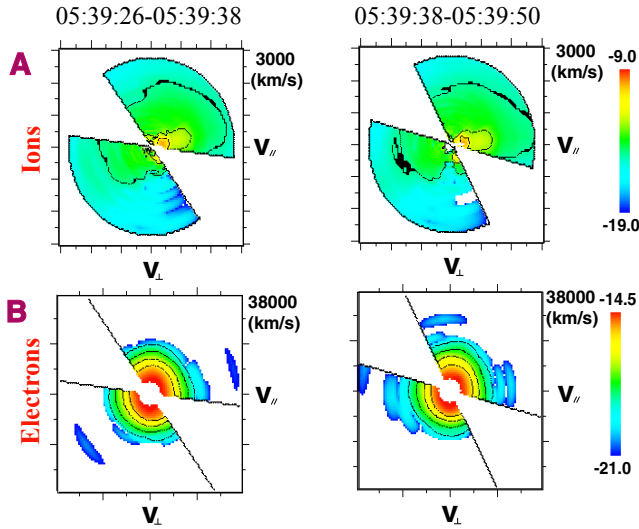 05:39:26-05:39:38
05:39:38-05:39:50
A
Ions
3000
(km/s)
V//
V⊥
3000
(km/s)
V//
V⊥
-9.0
-19.0
B
Electrons
38000
(km/s)
V//
V⊥
38000
(km/s)
V//
V⊥
-14.5
-21.0